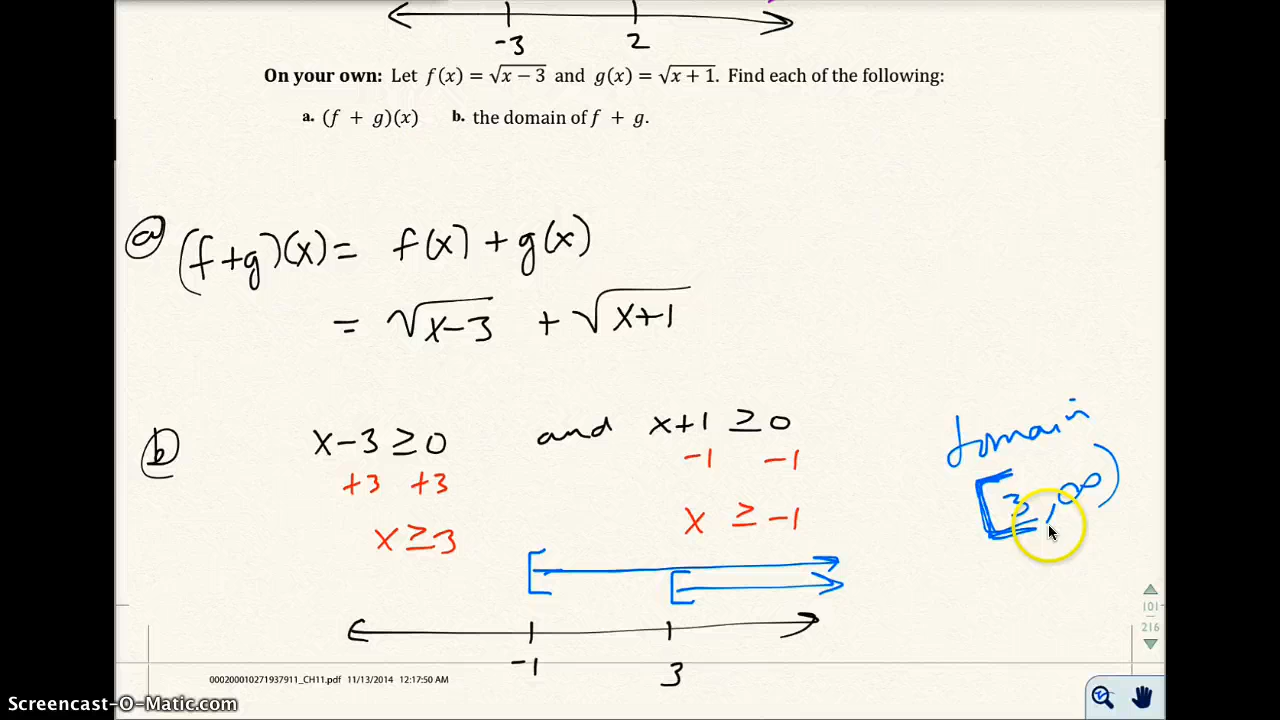 -3 2
On your own: Let f(x) = √x − 3 and g(x) = √x + 1. Find each of the following:
a. (f + g)(x) b. the domain of f + g.
ⓐ (f+g)(x) = f(x) + g(x)
= √x-3 + √x+1
ⓑ x-3 ≥ 0 and x+1 ≥ 0
+3 +3 -1 -1
x ≥ 3 x ≥ -1
domain
[3, ∞)
-1 3
000200010271937911_CH11.pdf 11/13/2014 12:17:50 AM
101-
216
Screencast-O-Matic.com